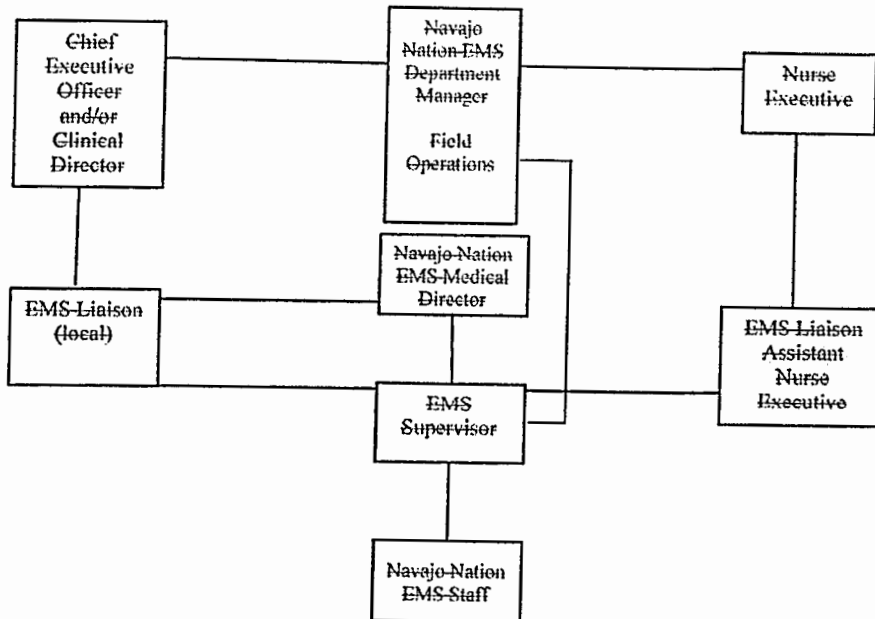 Chief
Executive
Officer
and/or
Clinical
Director
Navajo
Nation EMS
Department
Manager
Field
Operations
Nurse
Executive
EMS Liaison
(local)
Navajo Nation
EMS Medical
Director
EMS Liaison
Assistant
Nurse
Executive
EMS
Supervisor
Navajo Nation
EMS Staff